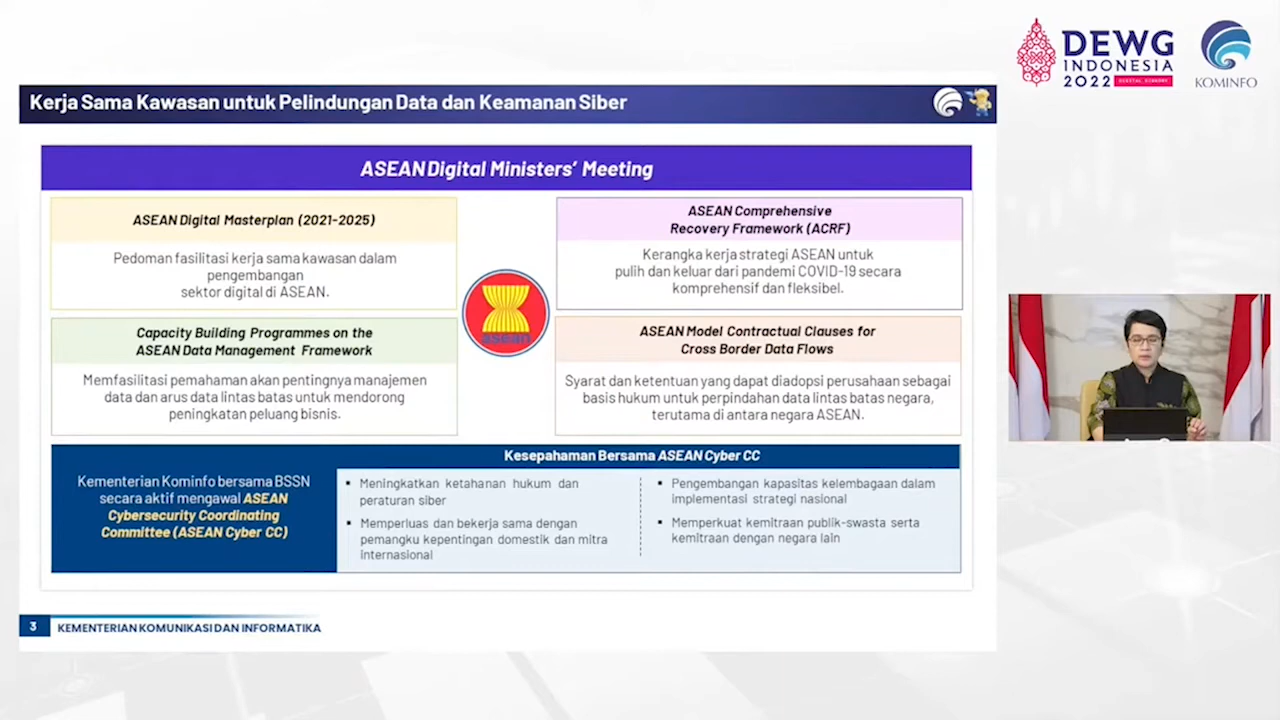 DEWG
INDONESIA
2022 DIGITAL ECONOMY
KOMINFO
Kerja Sama Kawasan untuk Pelindungan Data dan Keamanan Siber
ASEAN Digital Ministers’ Meeting
ASEAN Digital Masterplan (2021-2025)
Pedoman fasilitasi kerja sama kawasan dalam
pengembangan
sektor digital di ASEAN.
ASEAN Comprehensive
Recovery Framework (ACRF)
Kerangka kerja strategi ASEAN untuk
pulih dan keluar dari pandemi COVID-19 secara
komprehensif dan fleksibel.
asean
Capacity Building Programmes on the
ASEAN Data Management Framework
Memfasilitasi pemahaman akan pentingnya manajemen
data dan arus data lintas batas untuk mendorong
peningkatan peluang bisnis.
ASEAN Model Contractual Clauses for
Cross Border Data Flows
Syarat dan ketentuan yang dapat diadopsi perusahaan sebagai
basis hukum untuk perpindahan data lintas batas negara,
terutama di antara negara ASEAN.
Kementerian Kominfo bersama BSSN
secara aktif mengawal ASEAN
Cybersecurity Coordinating
Committee (ASEAN Cyber CC)
Kesepahaman Bersama ASEAN Cyber CC
▪ Meningkatkan ketahanan hukum dan
peraturan siber
▪ Memperluas dan bekerja sama dengan
pemangku kepentingan domestik dan mitra
internasional
▪ Pengembangan kapasitas kelembagaan dalam
implementasi strategi nasional
▪ Memperkuat kemitraan publik-swasta serta
kemitraan dengan negara lain
3 KEMENTERIAN KOMUNIKASI DAN INFORMATIKA